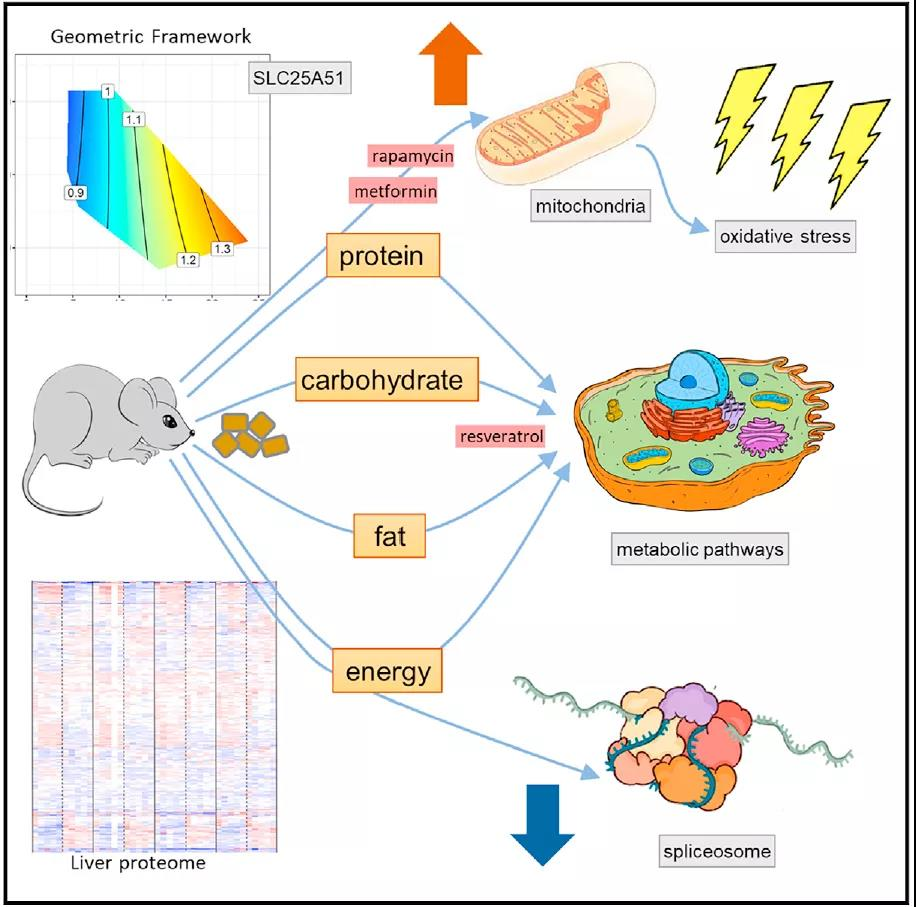 Geometric Framework
SLC25A51
1
1.1
0.9
1.2
1.3
rapamycin
metformin
mitochondria
oxidative stress
protein
carbohydrate
resveratrol
fat
metabolic pathways
energy
Liver proteome
spliceosome